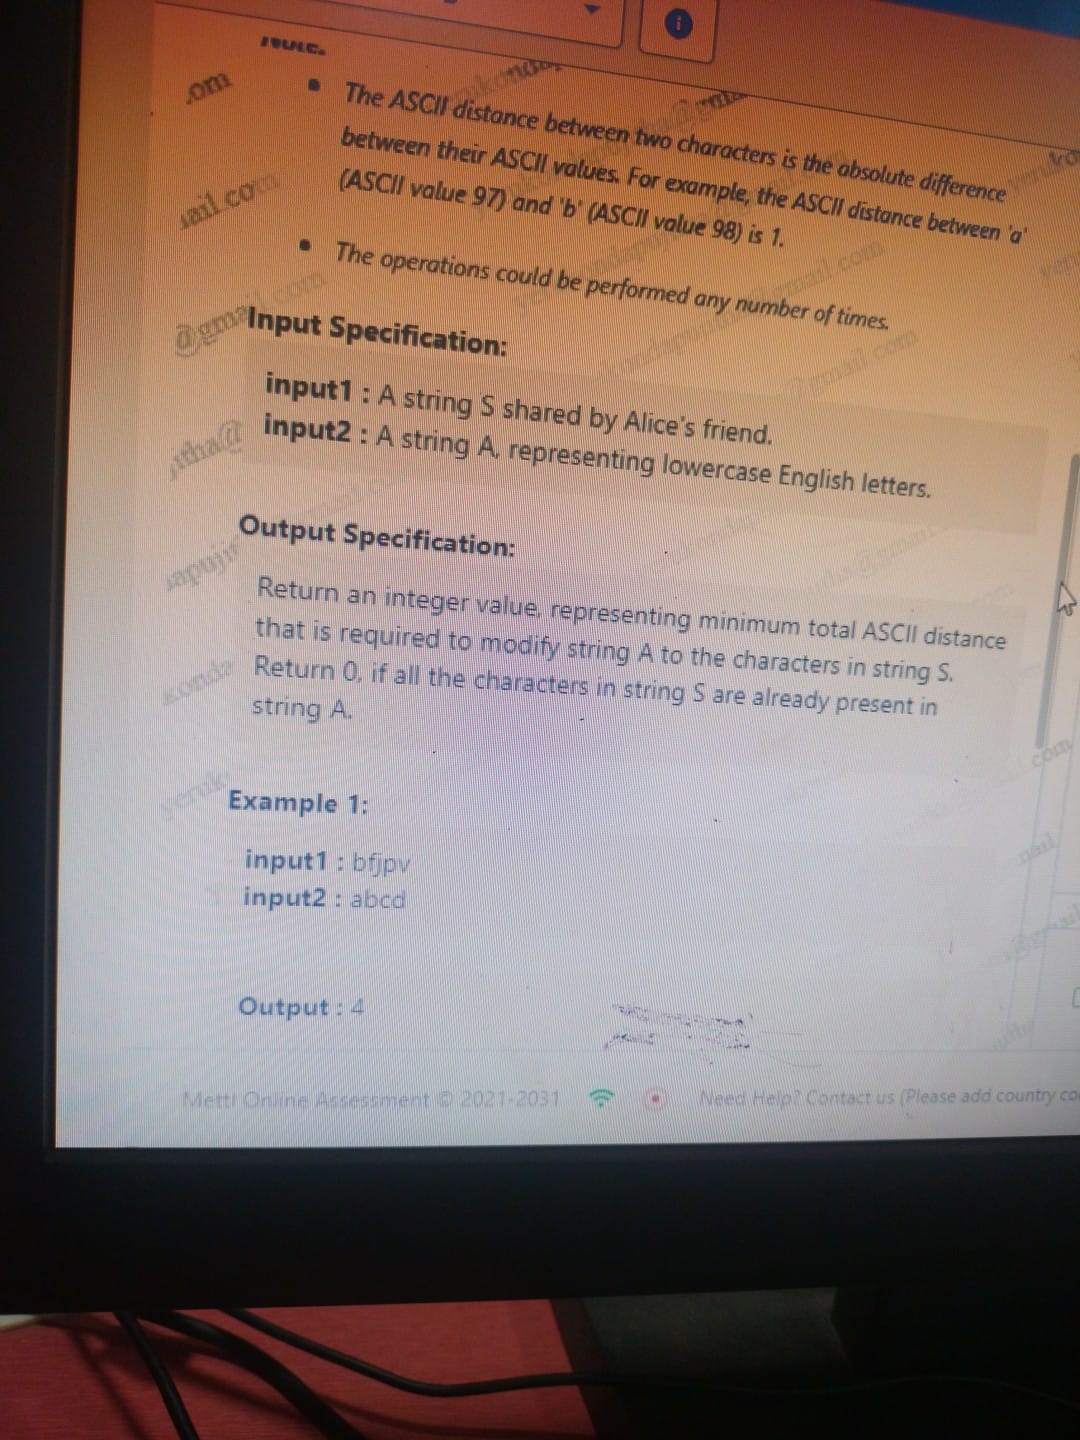 • The ASCII distance between two characters is the absolute difference
between their ASCII values. For example, the ASCII distance between 'a'
(ASCII value 97) and 'b' (ASCII value 98) is 1.
• The operations could be performed any number of times.
Input Specification:
input1 : A string S shared by Alice's friend.
input2 : A string A, representing lowercase English letters.
Output Specification:
Return an integer value, representing minimum total ASCII distance
that is required to modify string A to the characters in string S.
Return 0, if all the characters in string S are already present in
string A.
Example 1:
input1 : bfjpv
input2 : abcd
Output : 4
Mettl Online Assessment © 2021-2031
Need Help? Contact us (Please add country co